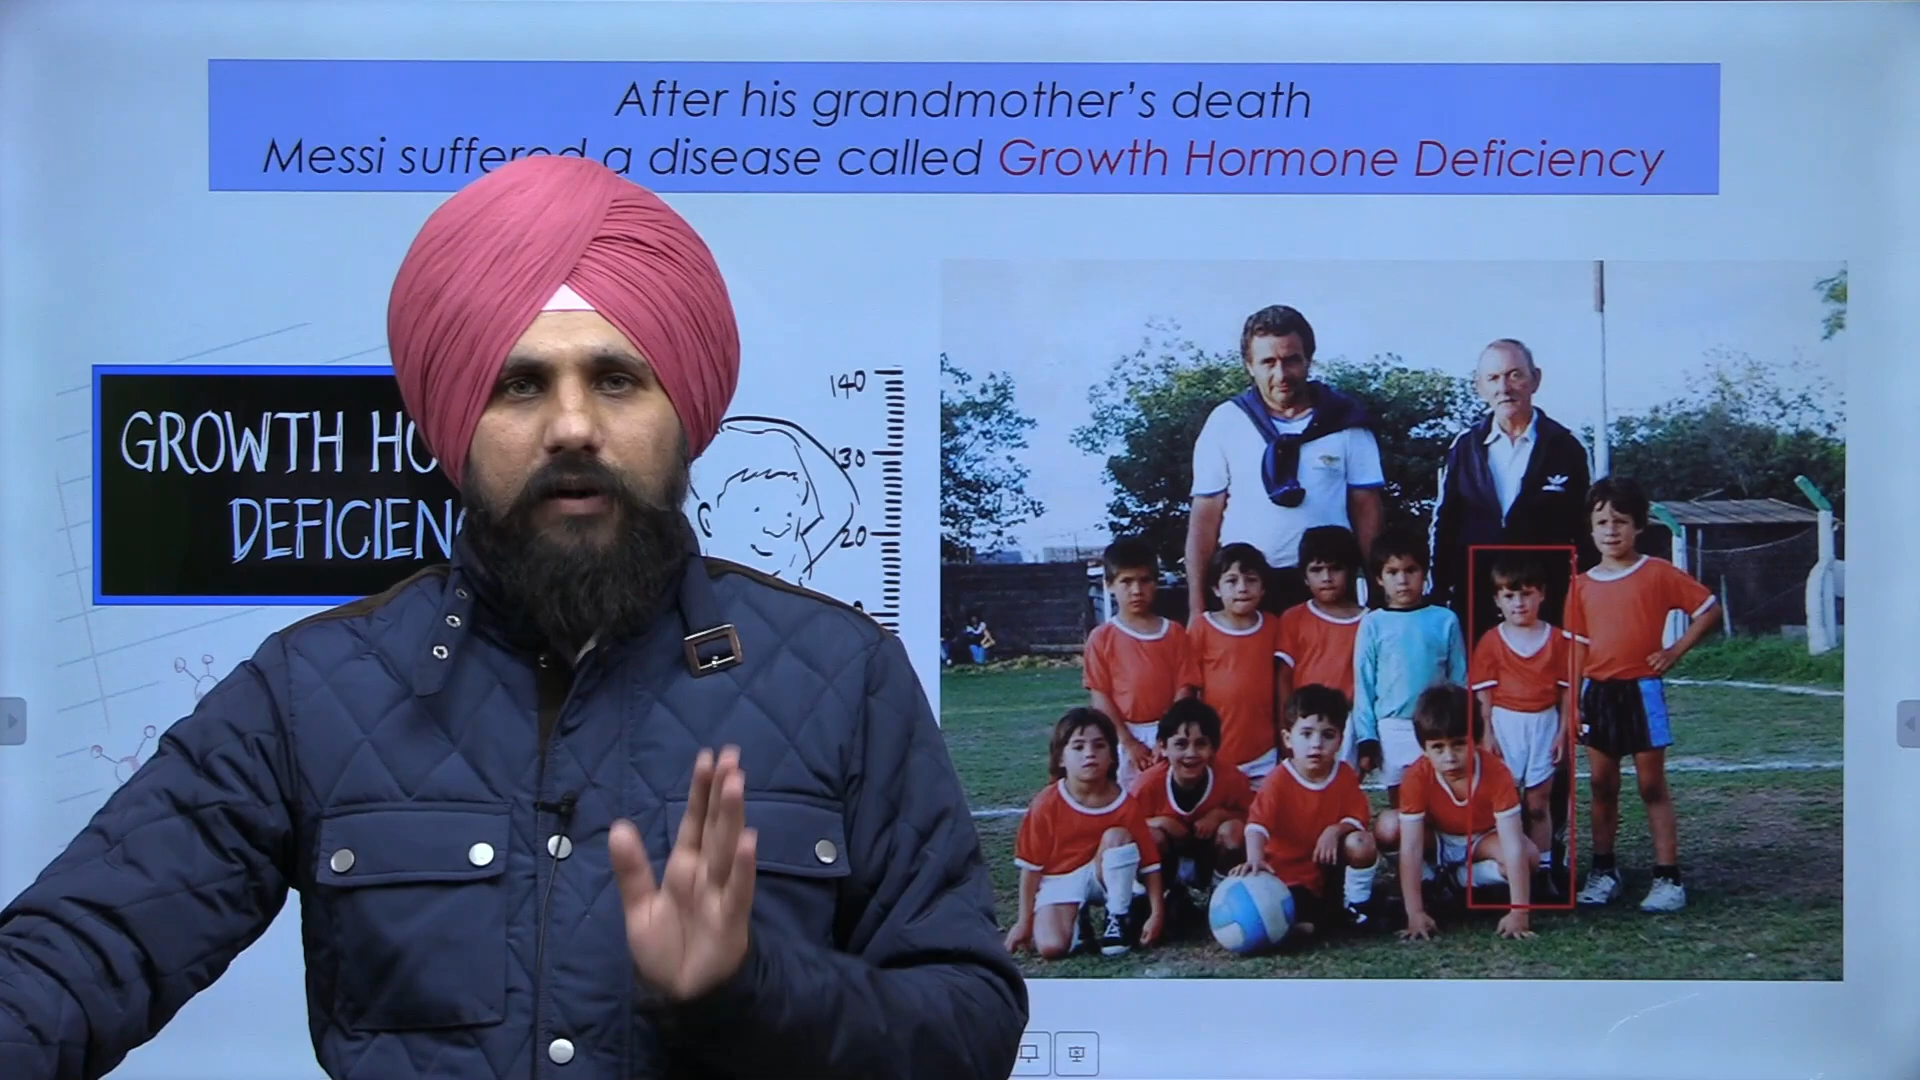 After his grandmother's death
Messi suffered a disease called Growth Hormone Deficiency
GROWTH HO
DEFICIEN
140
130
20